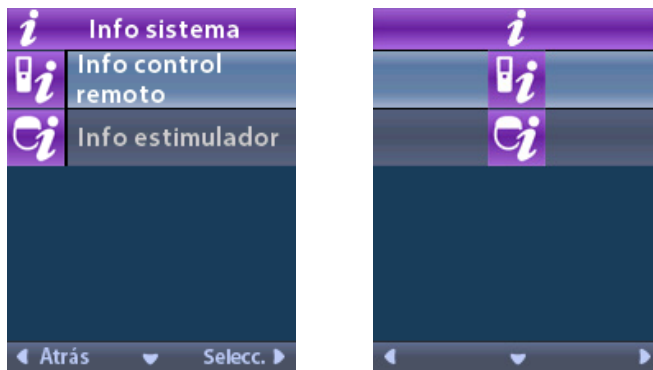 Info sistema
Info control
remoto
Info estimulador
Atrás
Selecc.